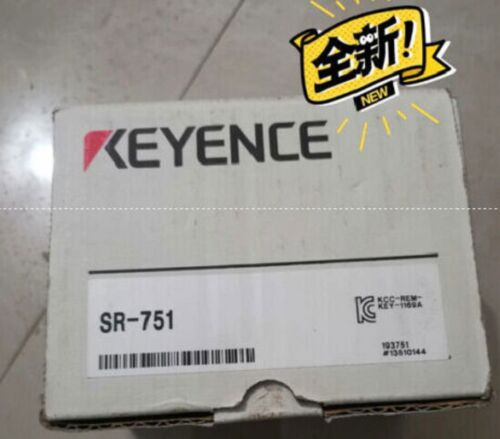 全新!
NEW
KEYENCE
SR-751
KCC-REM-
KEY-1169A
193751
#13510144